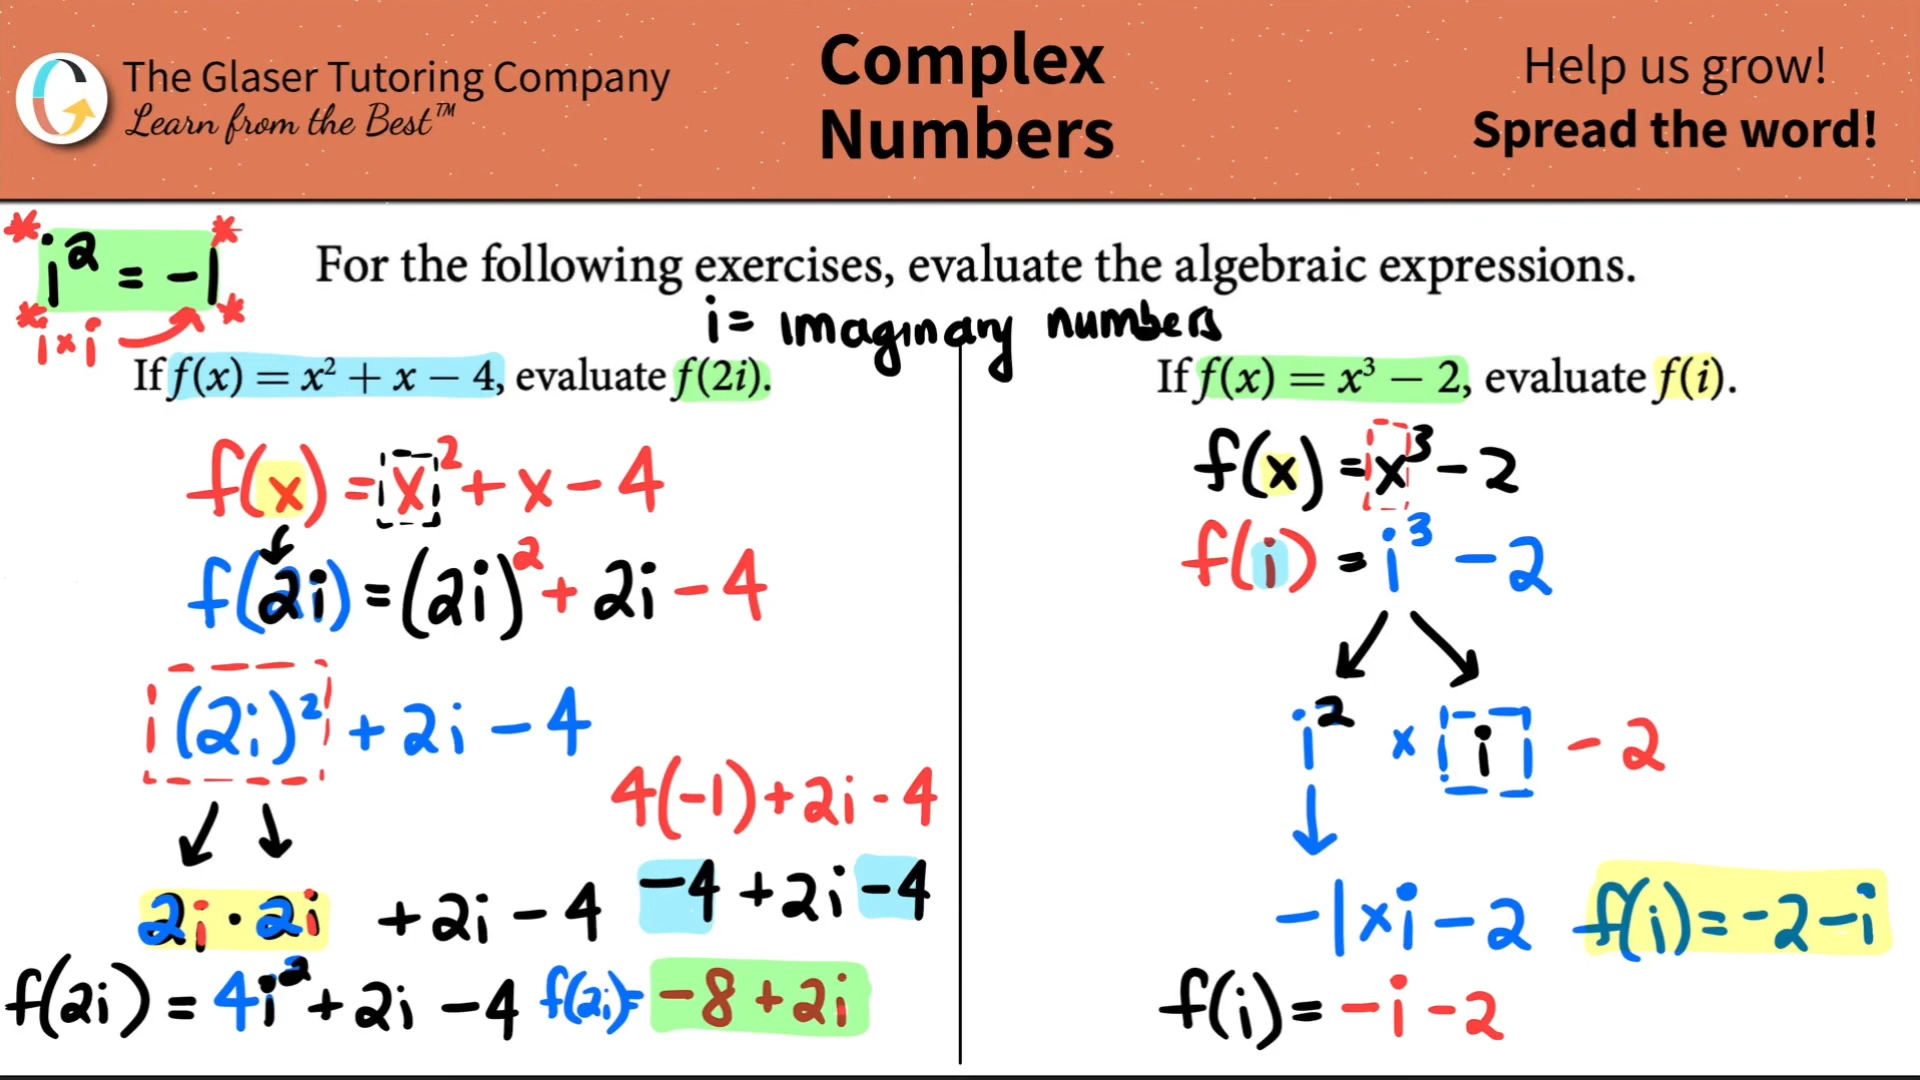 The Glaser Tutoring Company
Learn from the Best™
Complex
Numbers
Help us grow!
Spread the word!
*i² = -1*
*i×i*
For the following exercises, evaluate the algebraic expressions.
i = imaginary numbers
If f(x) = x² + x − 4, evaluate f(2i).
f(x) = x² + x - 4
f(2i) = (2i)² + 2i - 4
(2i)² + 2i - 4
2i · 2i + 2i - 4
f(2i) = 4i² + 2i - 4
4(-1) + 2i - 4
-4 + 2i - 4
f(2i) = -8 + 2i
If f(x) = x³ − 2, evaluate f(i).
f(x) = x³ - 2
f(i) = i³ - 2
i² × i - 2
-1 × i - 2
f(i) = -i - 2
f(i) = -2 - i